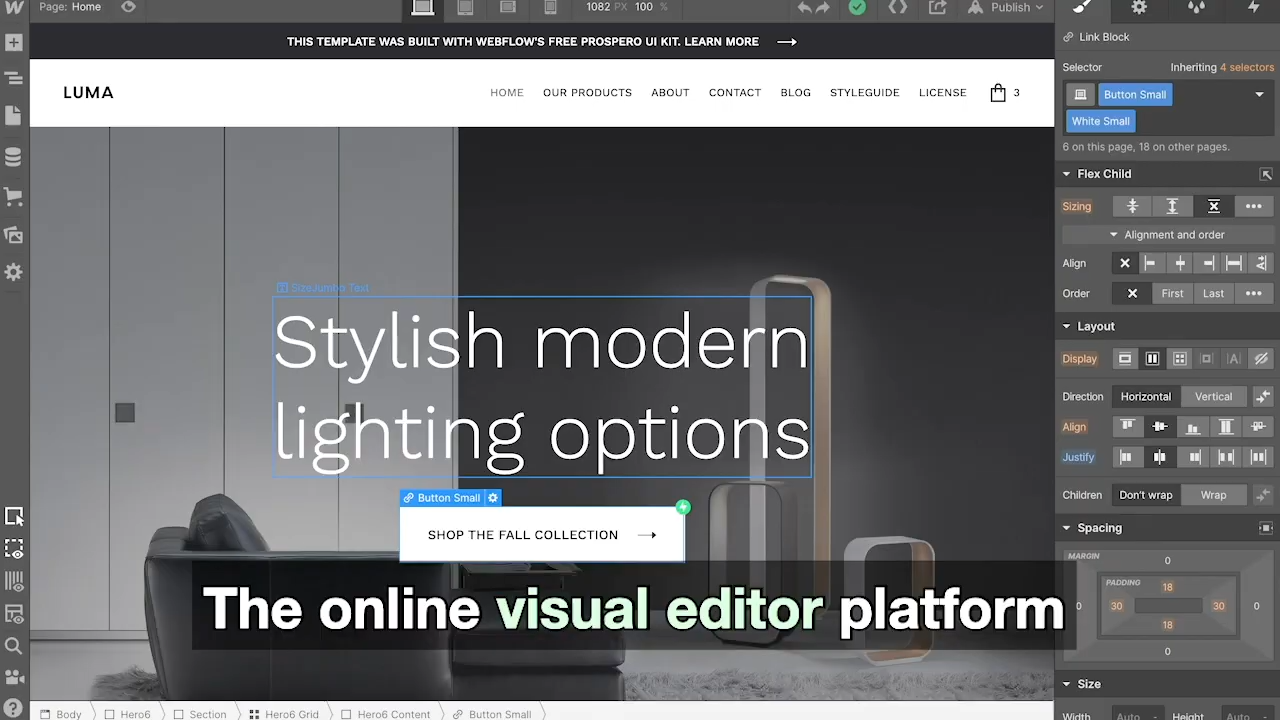 Page: Home
1082 PX 100 %
Publish
THIS TEMPLATE WAS BUILT WITH WEBFLOW'S FREE PROSPERO UI KIT. LEARN MORE
LUMA
HOME OUR PRODUCTS ABOUT CONTACT BLOG STYLEGUIDE LICENSE 3
SizeJumbo Text
Stylish modern
lighting options
Button Small
SHOP THE FALL COLLECTION
The online visual editor platform
Body Hero6 Section Hero6 Grid Hero6 Content Button Small
Link Block
Selector Inheriting 4 selectors
Button Small
White Small
6 on this page, 18 on other pages.
Flex Child
Sizing
Alignment and order
Align
Order First Last
Layout
Display
Direction Horizontal Vertical
Align
Justify
Children Don't wrap Wrap
Spacing
MARGIN
0
PADDING
18
0 30 30 0
18
0
Size
Width Auto - Height Auto -